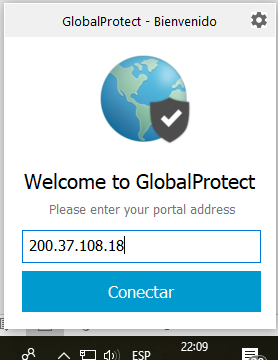 GlobalProtect - Bienvenido
Welcome to GlobalProtect
Please enter your portal address
200.37.108.18
Conectar
ESP
22:09